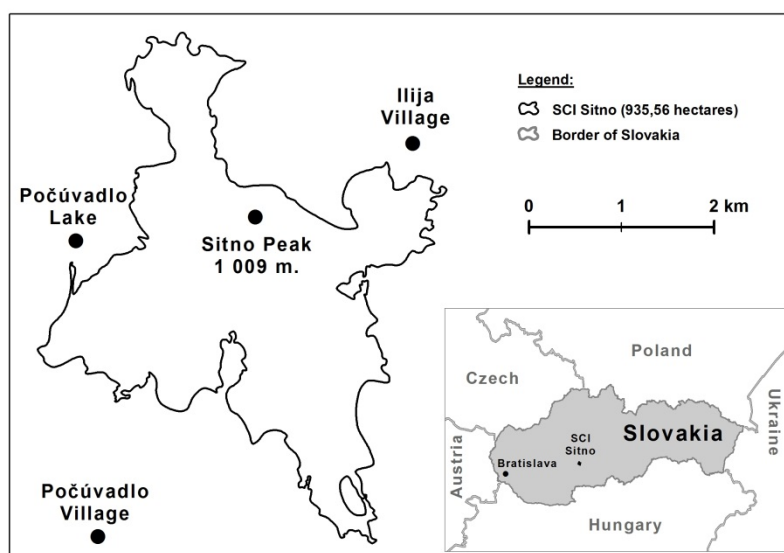 Ilija
Village
Počúvadlo
Lake
Sitno Peak
1 009 m.
Počúvadlo
Village
Legend:
SCI Sitno (935,56 hectares)
Border of Slovakia
0 1 2 km
Poland
Czech
Ukraine
Slovakia
SCI
Sitno
Bratislava
Austria
Hungary